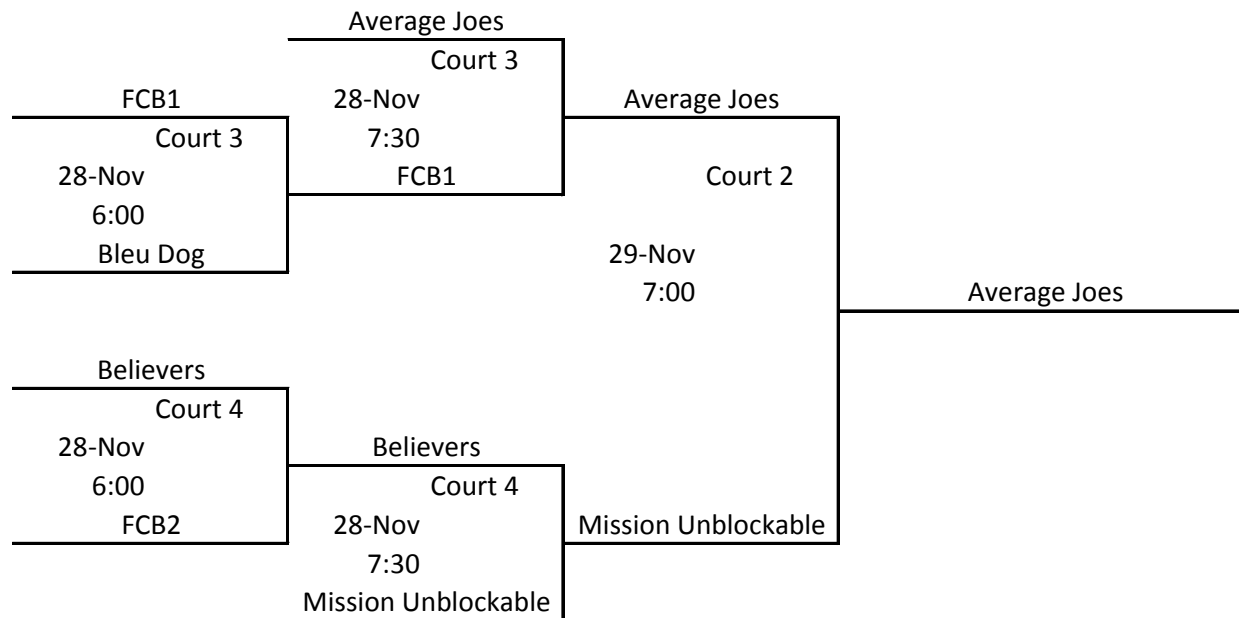 Average Joes
Court 3
FCB1
28-Nov
Average Joes
Court 3
7:30
28-Nov
FCB1
Court 2
6:00
Bleu Dog
29-Nov
7:00
Average Joes
Believers
Court 4
28-Nov
Believers
6:00
Court 4
FCB2
28-Nov
Mission Unblockable
7:30
Mission Unblockable